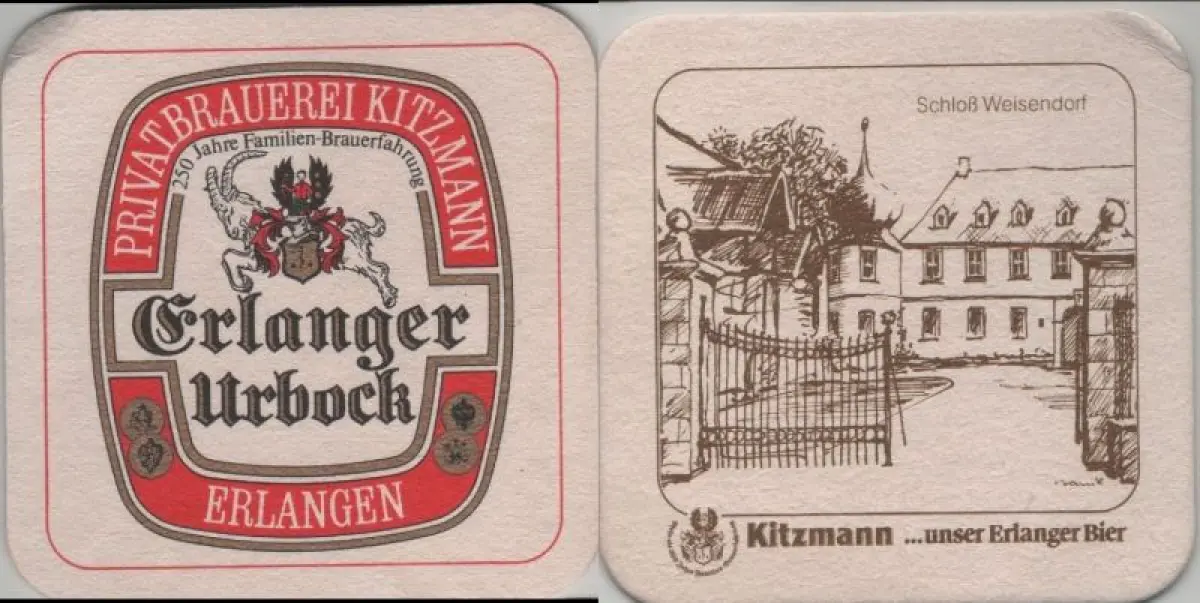 PRIVATBRAUEREI KITZMANN
250 Jahre Familien-Brauerfahrung
Erlanger
Urbock
ERLANGEN
Schloß Weisendorf
Kitzmann ...unser Erlanger Bier